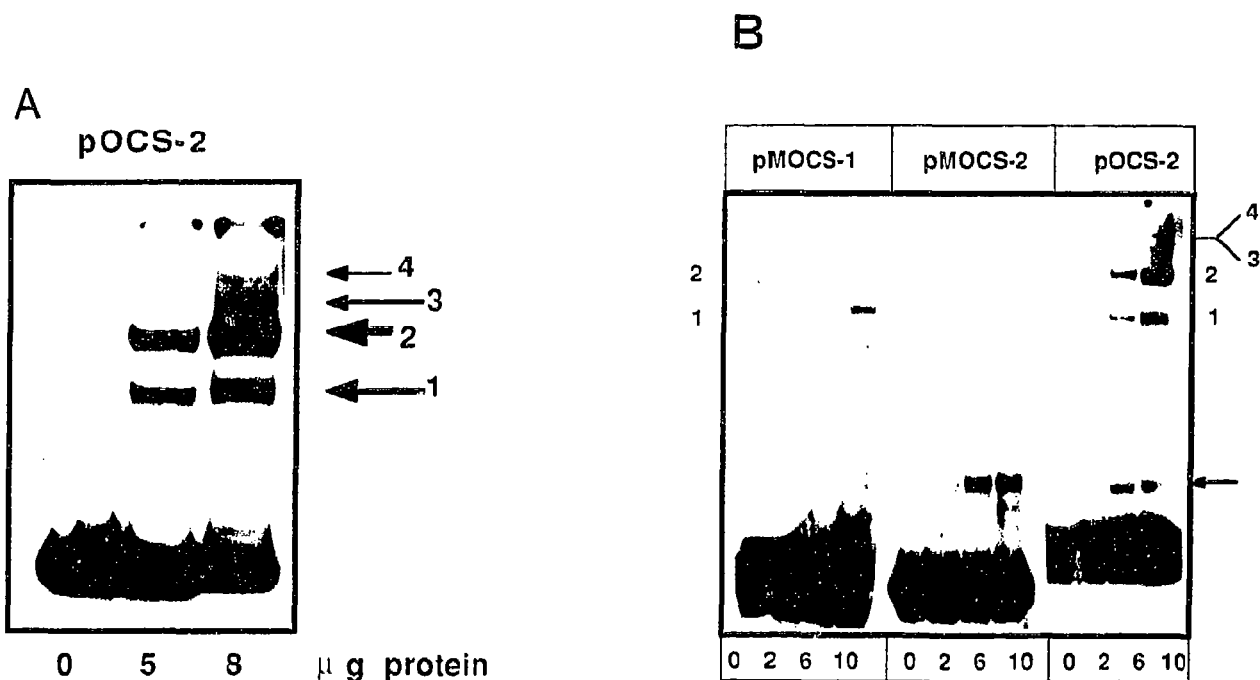 A
pOCS-2
4
3
2
1
0 5 8 μ g protein
B
pMOCS-1 pMOCS-2 pOCS-2
4
3
2 2
1 1
0 2 6 10 0 2 6 10 0 2 6 10